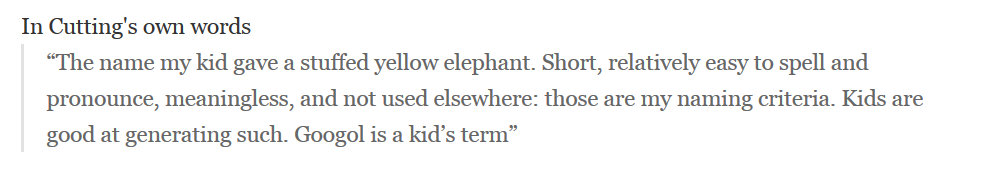 In Cutting's own words
“The name my kid gave a stuffed yellow elephant. Short, relatively easy to spell and
pronounce, meaningless, and not used elsewhere: those are my naming criteria. Kids are
good at generating such. Googol is a kid’s term”